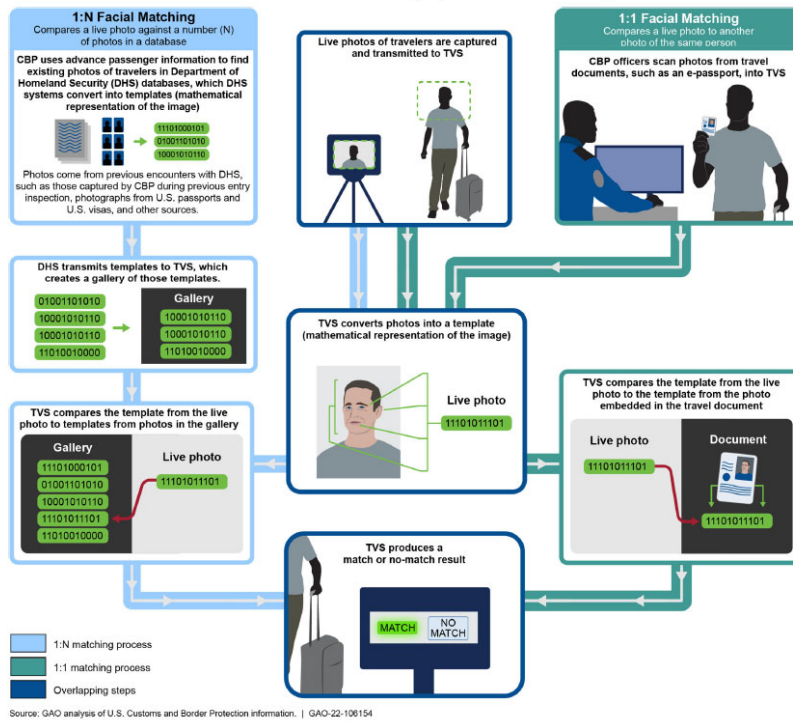 1:N Facial Matching
Compares a live photo against a number (N)
of photos in a database
CBP uses advance passenger information to find
existing photos of travelers in Department of
Homeland Security (DHS) databases, which DHS
systems convert into templates (mathematical
representation of the image)
11101000101
01001101010
10001010110
Photos come from previous encounters with DHS,
such as those captured by CBP during previous entry
inspection, photographs from U.S. passports and
U.S. visas, and other sources.
Live photos of travelers are captured
and transmitted to TVS
1:1 Facial Matching
Compares a live photo to another
photo of the same person
CBP officers scan photos from travel
documents, such as an e-passport, into TVS
DHS transmits templates to TVS, which
creates a gallery of those templates.
01001101010
10001010110
10001010110
11010010000
Gallery
10001010110
10001010110
11010010000
TVS converts photos into a template
(mathematical representation of the image)
Live photo
11101011101
TVS compares the template from the live
photo to templates from photos in the gallery
Gallery
11101000101
01001101010
10001010110
11101011101
11010010000
Live photo
11101011101
TVS compares the template from the live
photo to the template from the photo
embedded in the travel document
Live photo
11101011101
Document
11101011101
TVS produces a
match or no-match result
MATCH
NO
MATCH
1:N matching process
1:1 matching process
Overlapping steps
Source: GAO analysis of U.S. Customs and Border Protection information. | GAO-22-106154